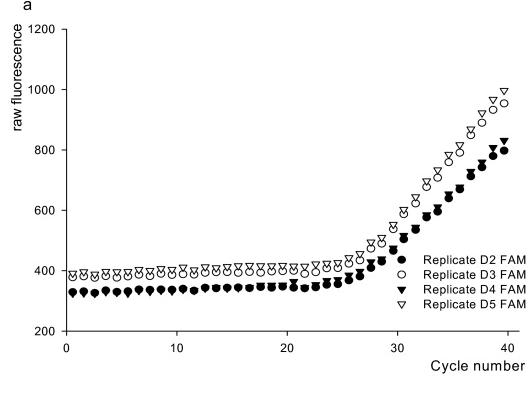 a
raw fluorescence
1200
1000
800
600
400
200
0
10
20
30
40
Cycle number
Replicate D2 FAM
Replicate D3 FAM
Replicate D4 FAM
Replicate D5 FAM